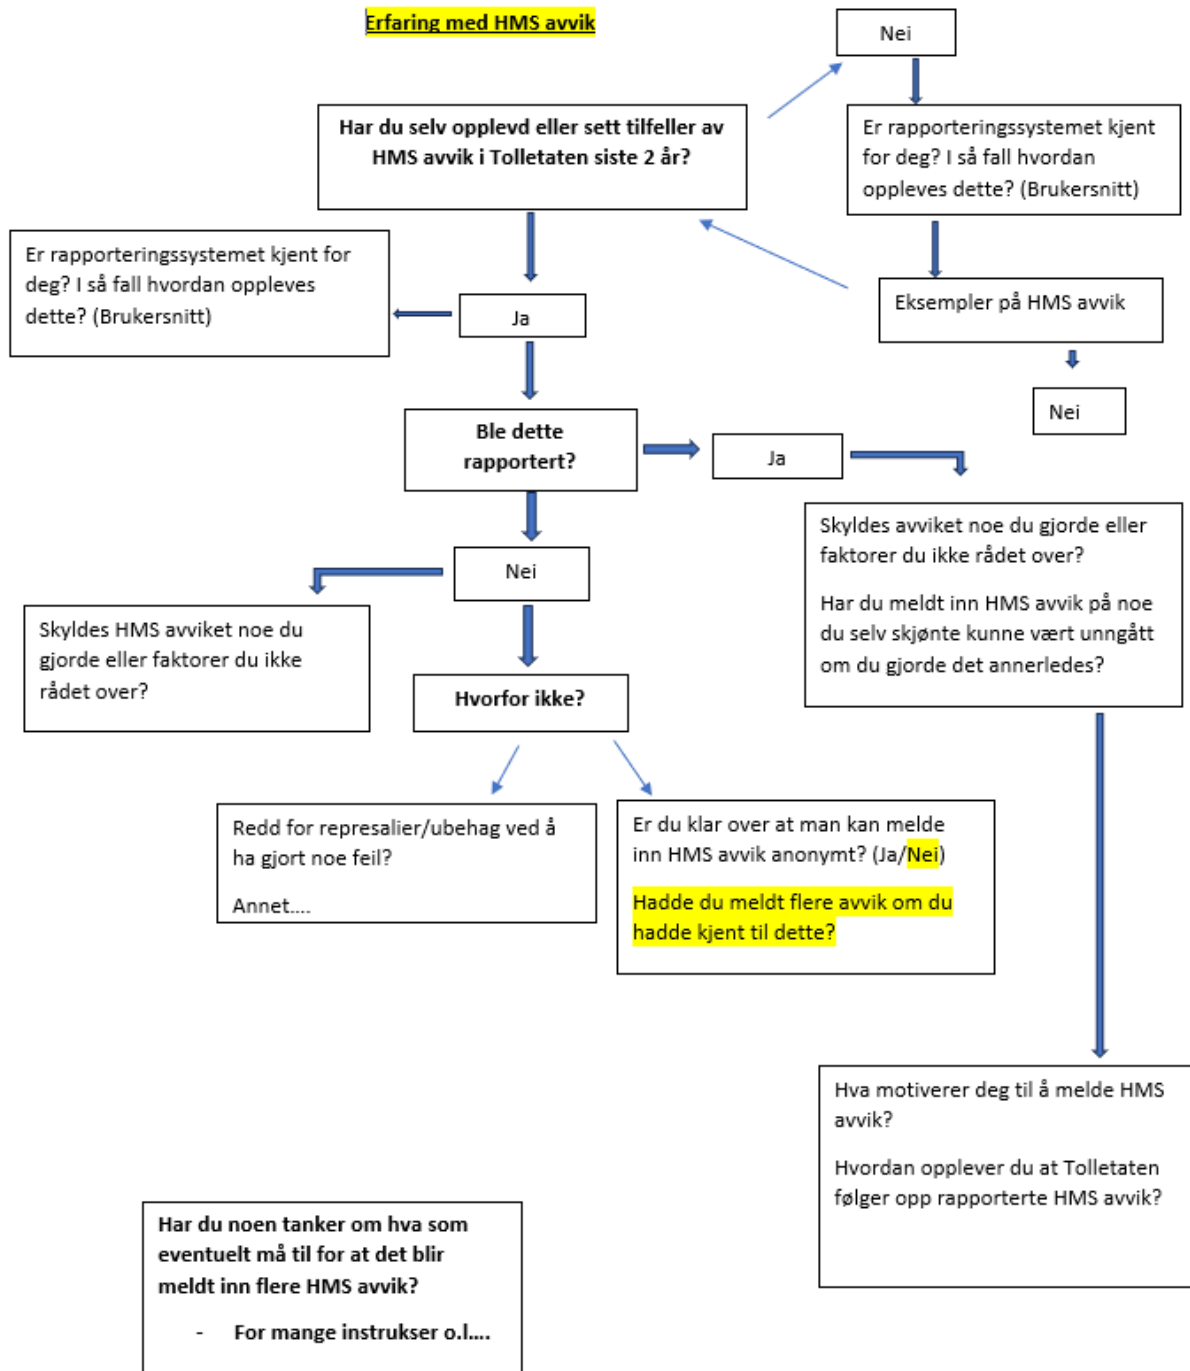 Erfaring med HMS avvik
Nei
Har du selv opplevd eller sett tilfeller av
HMS avvik i Tolletaten siste 2 år?
Er rapporteringssystemet kjent
for deg? I så fall hvordan
oppleves dette? (Brukersnitt)
Er rapporteringssystemet kjent for
deg? I så fall hvordan oppleves
dette? (Brukersnitt)
Ja
Eksempler på HMS avvik
Nei
Ble dette
rapportert?
Ja
Skyldes avviket noe du gjorde eller
faktorer du ikke rådet over?
Har du meldt inn HMS avvik på noe
du selv skjønte kunne vært unngått
om du gjorde det annerledes?
Nei
Skyldes HMS avviket noe du
gjorde eller faktorer du ikke
rådet over?
Hvorfor ikke?
Redd for represalier/ubehag ved å
ha gjort noe feil?
Annet....
Er du klar over at man kan melde
inn HMS avvik anonymt? (Ja/Nei)
Hadde du meldt flere avvik om du
hadde kjent til dette?
Hva motiverer deg til å melde HMS
avvik?
Hvordan opplever du at Tolletaten
følger opp rapporterte HMS avvik?
Har du noen tanker om hva som
eventuelt må til for at det blir
meldt inn flere HMS avvik?
- For mange instrukser o.l....